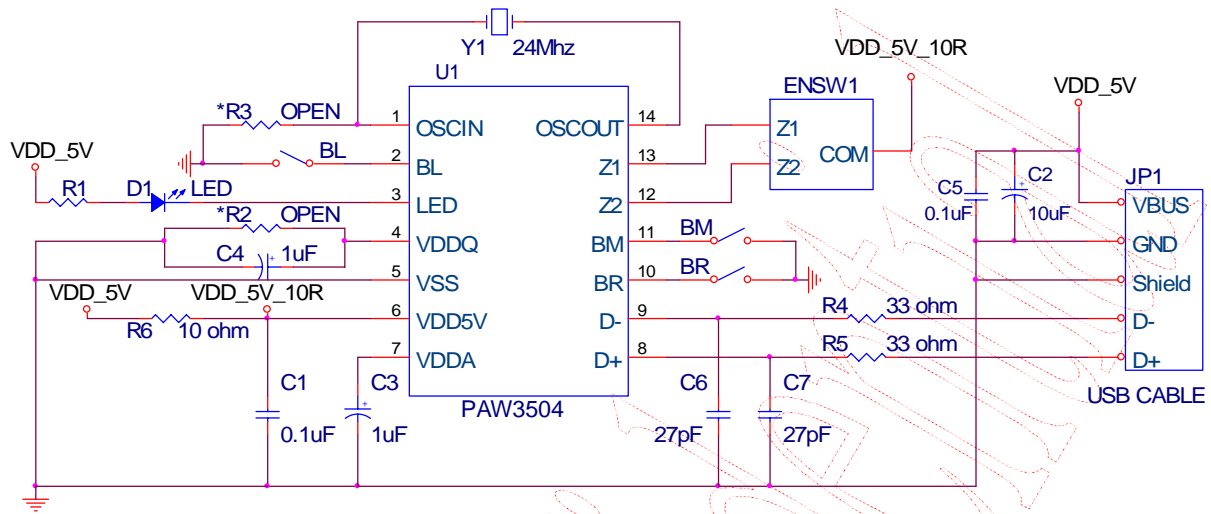 Y1 24Mhz
U1
VDD_5V_10R
VDD_5V
ENSW1
*R3 OPEN
1 OSCIN
OSCOUT 14
Z1 COM
Z2
BL
2 BL
Z1 13
VDD_5V
R1 D1 LED
3 LED
Z2 12
C5 0.1uF
C2 10uF
JP1
VBUS
*R2 OPEN
4 VDDQ
BM 11
BM
GND
C4 1uF
5 VSS
BR 10
BR
Shield
VDD_5V VDD_5V_10R
R6 10 ohm
6 VDD5V
D- 9
R4 33 ohm
D-
7 VDDA
D+ 8
R5 33 ohm
D+
C1 0.1uF
C3 1uF
PAW3504
C6 27pF
C7 27pF
USB CABLE